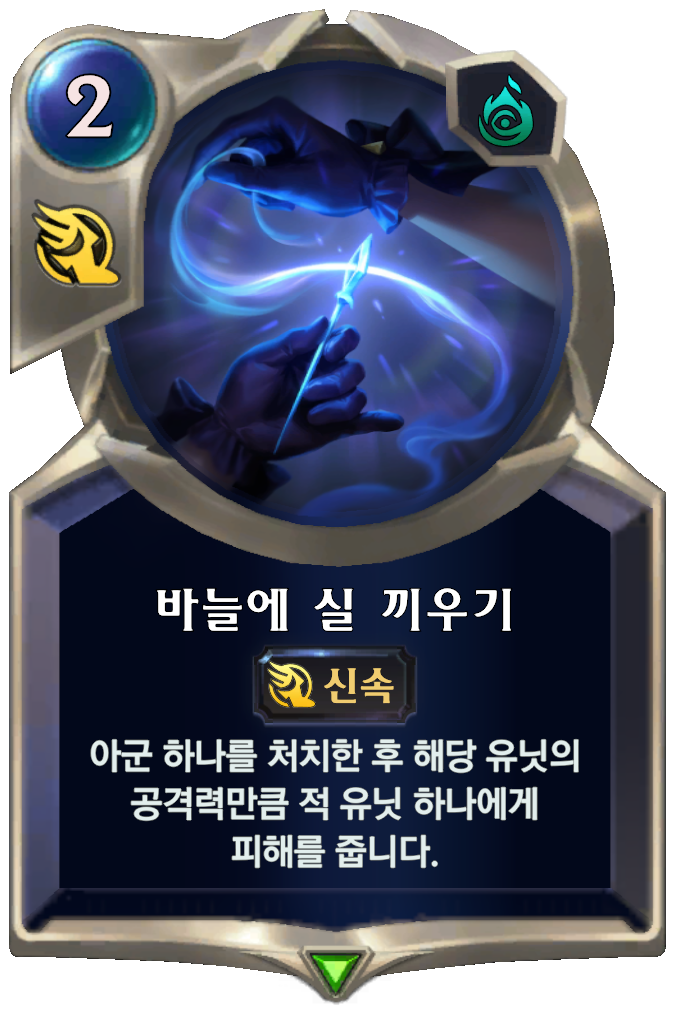 2
바늘에 실 끼우기
신속
아군 하나를 처치한 후 해당 유닛의
공격력만큼 적 유닛 하나에게
피해를 줍니다.